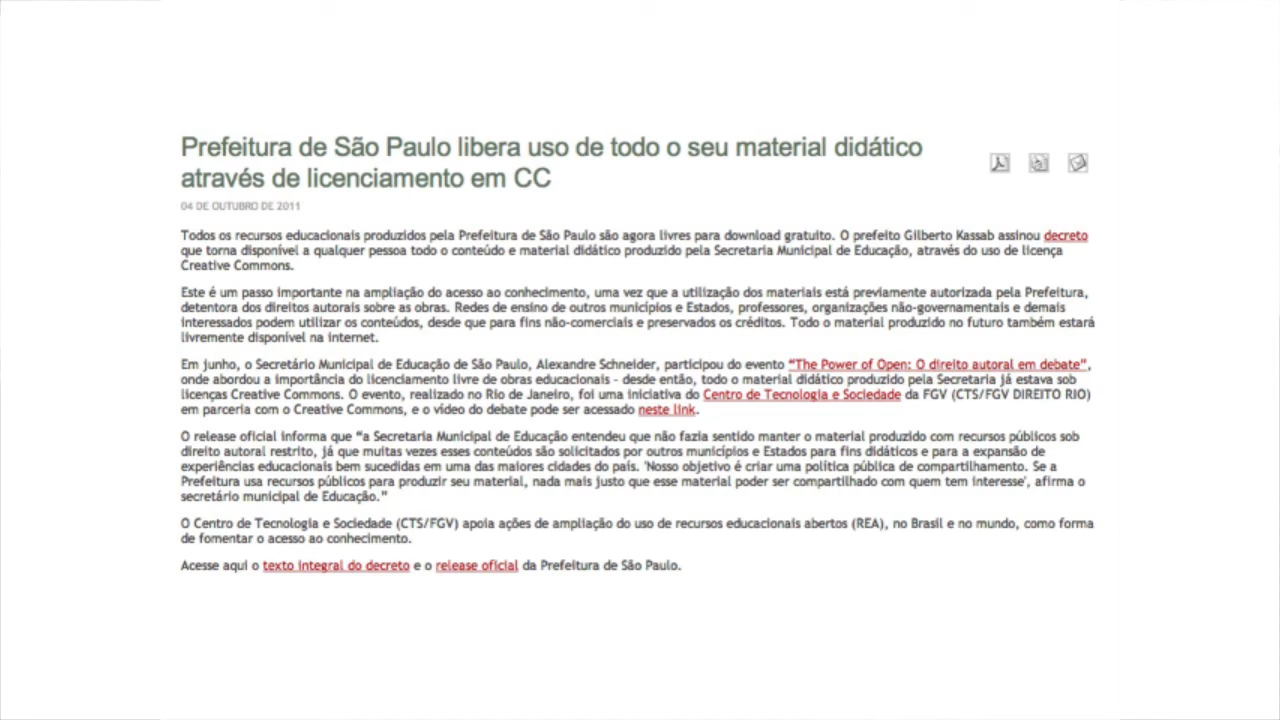 Prefeitura de São Paulo libera uso de todo o seu material didático
através de licenciamento em CC
04 DE OUTUBRO DE 2011
Todos os recursos educacionais produzidos pela Prefeitura de São Paulo são agora livres para download gratuito. O prefeito Gilberto Kassab assinou decreto
que torna disponível a qualquer pessoa todo o conteúdo e material didático produzido pela Secretaria Municipal de Educação, através do uso de licença
Creative Commons.
Este é um passo importante na ampliação do acesso ao conhecimento, uma vez que a utilização dos materiais está previamente autorizada pela Prefeitura,
detentora dos direitos autorais sobre as obras. Redes de ensino de outros municípios e Estados, professores, organizações não-governamentais e demais
interessados podem utilizar os conteúdos, desde que para fins não-comerciais e preservados os créditos. Todo o material produzido no futuro também estará
livremente disponível na internet.
Em junho, o Secretário Municipal de Educação de São Paulo, Alexandre Schneider, participou do evento “The Power of Open: O direito autoral em debate”,
onde abordou a importância do licenciamento livre de obras educacionais - desde então, todo o material didático produzido pela Secretaria já estava sob
licenças Creative Commons. O evento, realizado no Rio de Janeiro, foi uma iniciativa do Centro de Tecnologia e Sociedade da FGV (CTS/FGV DIREITO RIO)
em parceria com o Creative Commons, e o vídeo do debate pode ser acessado neste link.
O release oficial informa que “a Secretaria Municipal de Educação entendeu que não fazia sentido manter o material produzido com recursos públicos sob
direito autoral restrito, já que muitas vezes esses conteúdos são solicitados por outros municípios e Estados para fins didáticos e para a expansão de
experiências educacionais bem sucedidas em uma das maiores cidades do país. 'Nosso objetivo é criar uma política pública de compartilhamento. Se a
Prefeitura usa recursos públicos para produzir seu material, nada mais justo que esse material poder ser compartilhado com quem tem interesse', afirma o
secretário municipal de Educação.”
O Centro de Tecnologia e Sociedade (CTS/FGV) apoia ações de ampliação do uso de recursos educacionais abertos (REA), no Brasil e no mundo, como forma
de fomentar o acesso ao conhecimento.
Acesse aqui o texto integral do decreto e o release oficial da Prefeitura de São Paulo.